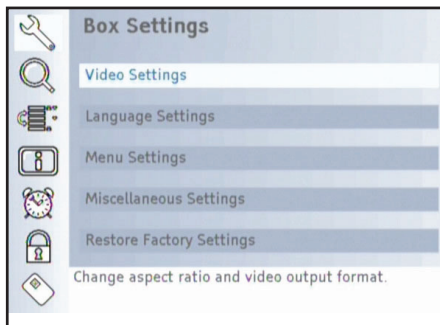 Box Settings
Video Settings
Language Settings
Menu Settings
Miscellaneous Settings
Restore Factory Settings
Change aspect ratio and video output format.